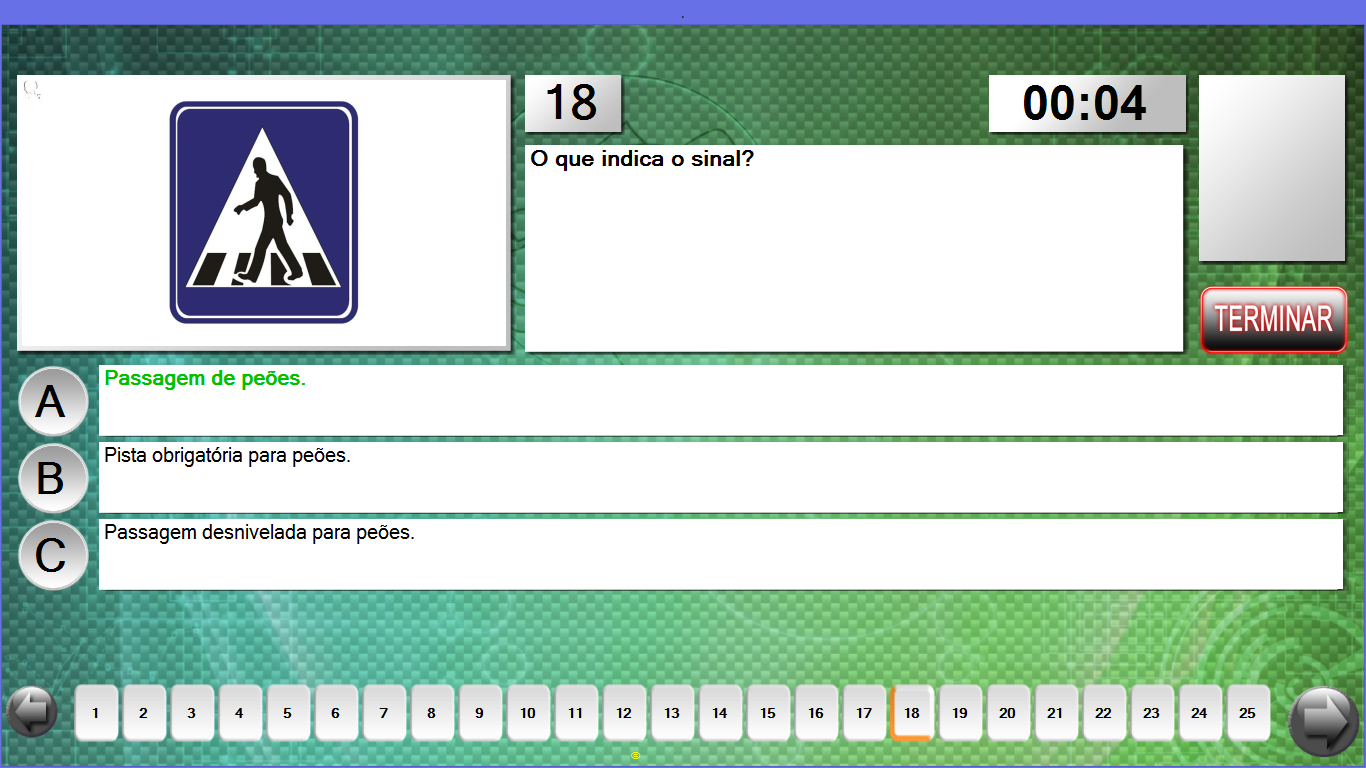 18
00:04
O que indica o sinal?
TERMINAR
A
Passagem de peões.
B
Pista obrigatória para peões.
C
Passagem desnivelada para peões.
1 2 3 4 5 6 7 8 9 10 11 12 13 14 15 16 17 18 19 20 21 22 23 24 25
©